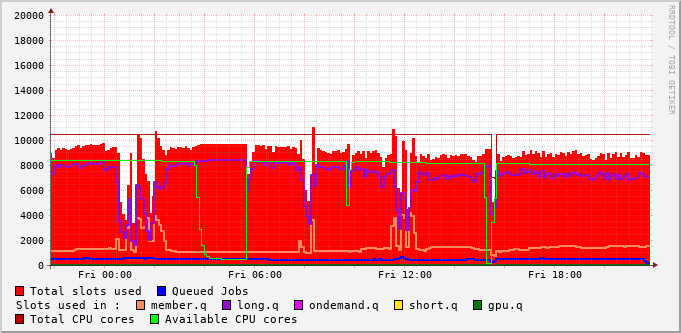 20000
18000
16000
14000
12000
10000
8000
6000
4000
2000
0
Fri 00:00 Fri 06:00 Fri 12:00 Fri 18:00
RRDTOOL / TOBI OETIKER
Total slots used Queued Jobs
Slots used in : member.q long.q ondemand.q short.q gpu.q
Total CPU cores Available CPU cores